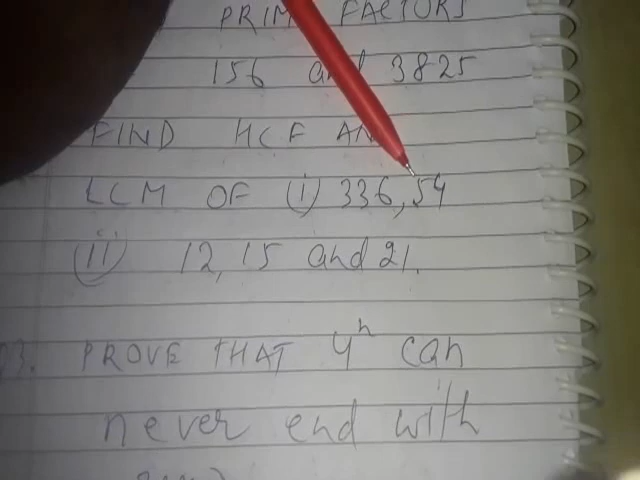 PRIM FACTORS
156 and 3825
FIND HCF AN
LCM OF (i) 336,54
(ii) 12, 15 and 21.
3. PROVE THAT 4ⁿ can
never end with